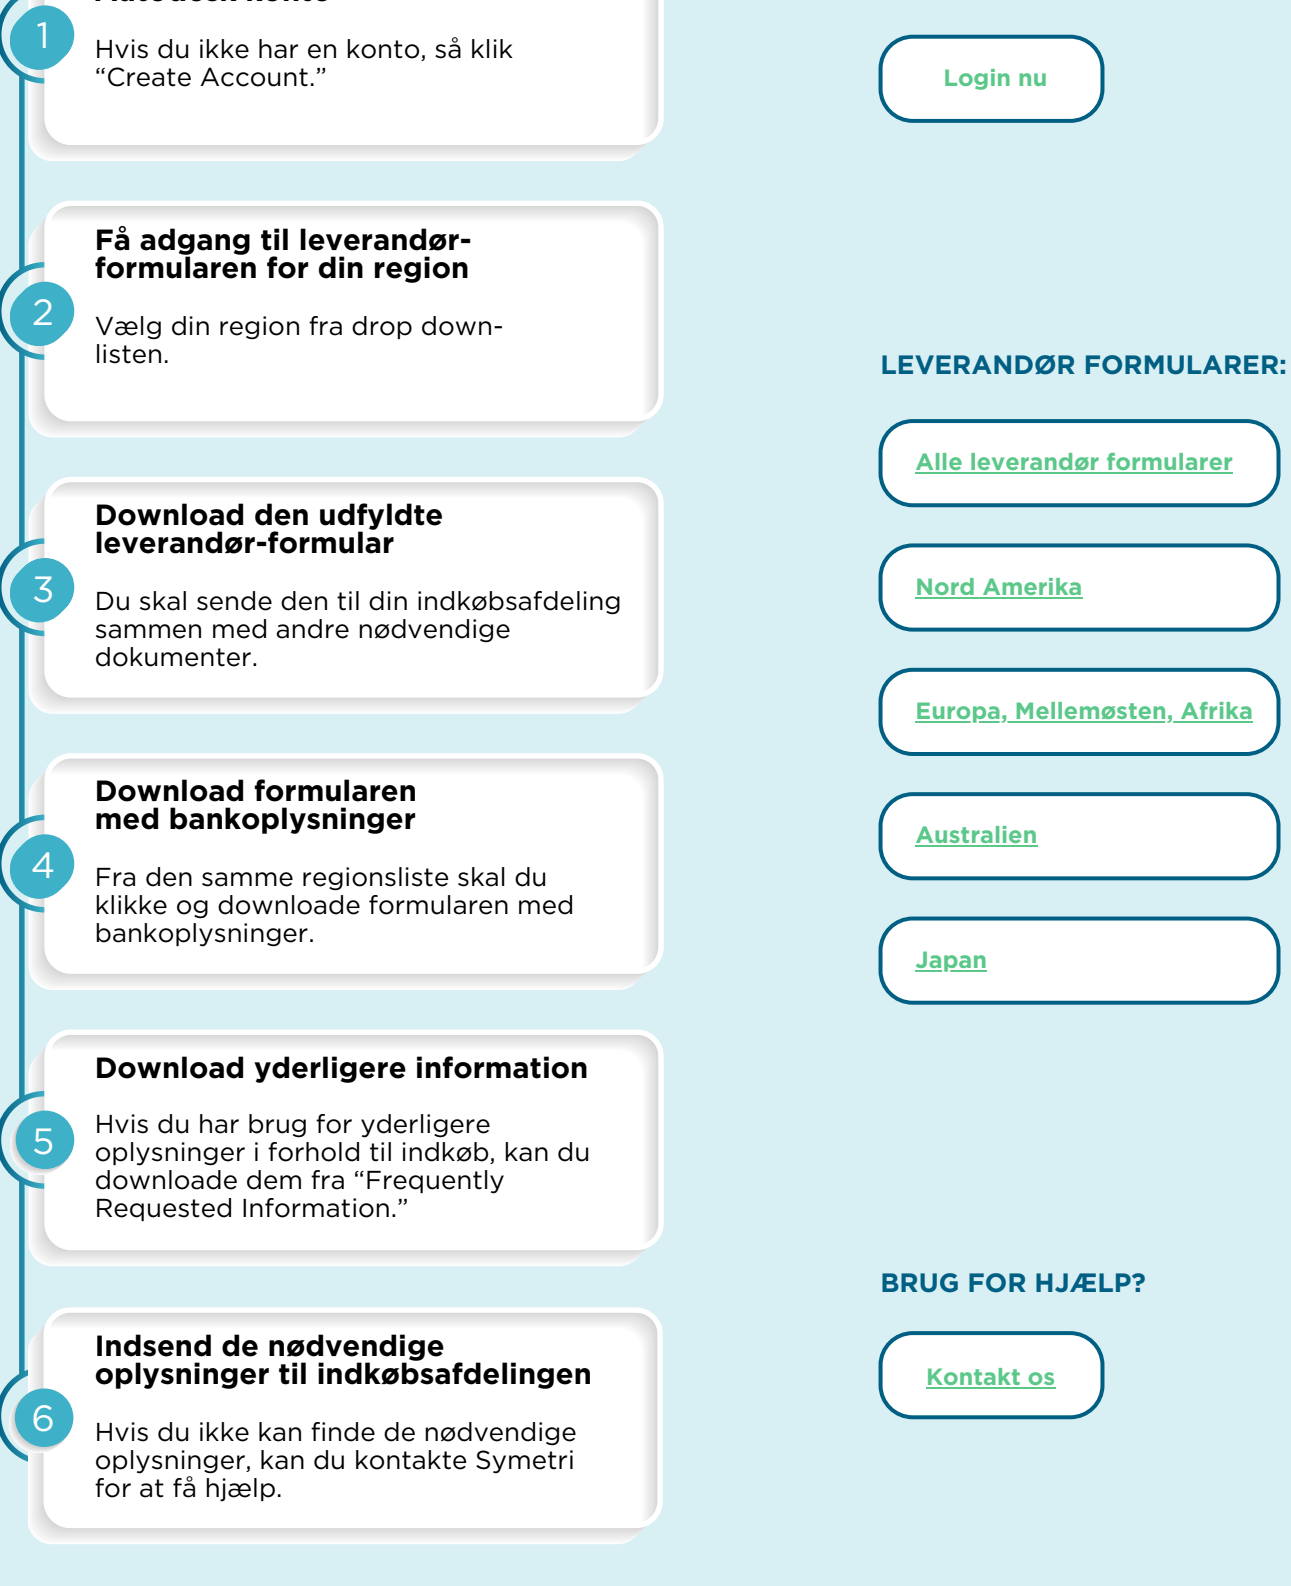 1
Hvis du ikke har en konto, så klik
“Create Account.”
Login nu
2
Få adgang til leverandør-
formularen for din region
Vælg din region fra drop down-
listen.
3
Download den udfyldte
leverandør-formular
Du skal sende den til din indkøbsafdeling
sammen med andre nødvendige
dokumenter.
4
Download formularen
med bankoplysninger
Fra den samme regionsliste skal du
klikke og downloade formularen med
bankoplysninger.
5
Download yderligere information
Hvis du har brug for yderligere
oplysninger i forhold til indkøb, kan du
downloade dem fra “Frequently
Requested Information.”
6
Indsend de nødvendige
oplysninger til indkøbsafdelingen
Hvis du ikke kan finde de nødvendige
oplysninger, kan du kontakte Symetri
for at få hjælp.
LEVERANDØR FORMULARER:
Alle leverandør formularer
Nord Amerika
Europa, Mellemøsten, Afrika
Australien
Japan
BRUG FOR HJÆLP?
Kontakt os